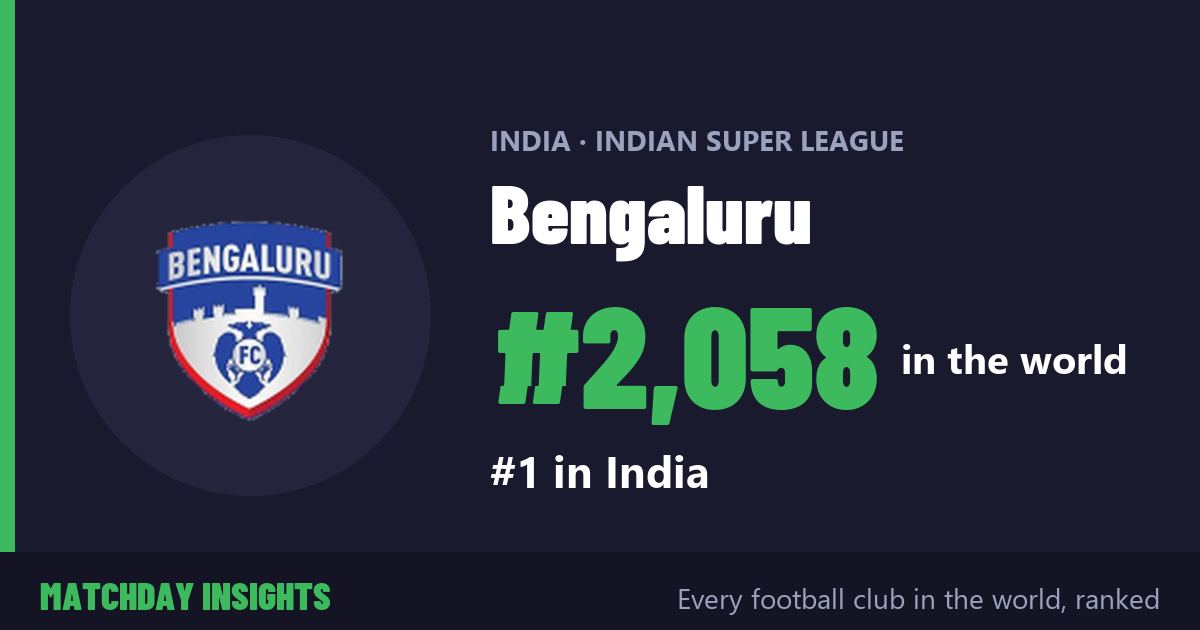 INDIA · INDIAN SUPER LEAGUE
Bengaluru
BENGALURU
FC
#2,058 in the world
#1 in India
MATCHDAY INSIGHTS
Every football club in the world, ranked